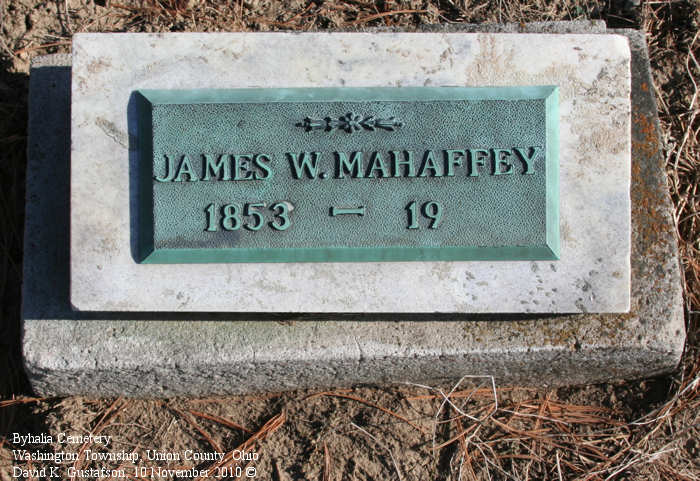 JAMES W. MAHAFFEY
1853 – 19
Byhalia Cemetery
Washington Township, Union County, Ohio
David K. Gustafson, 10 November 2010 ©